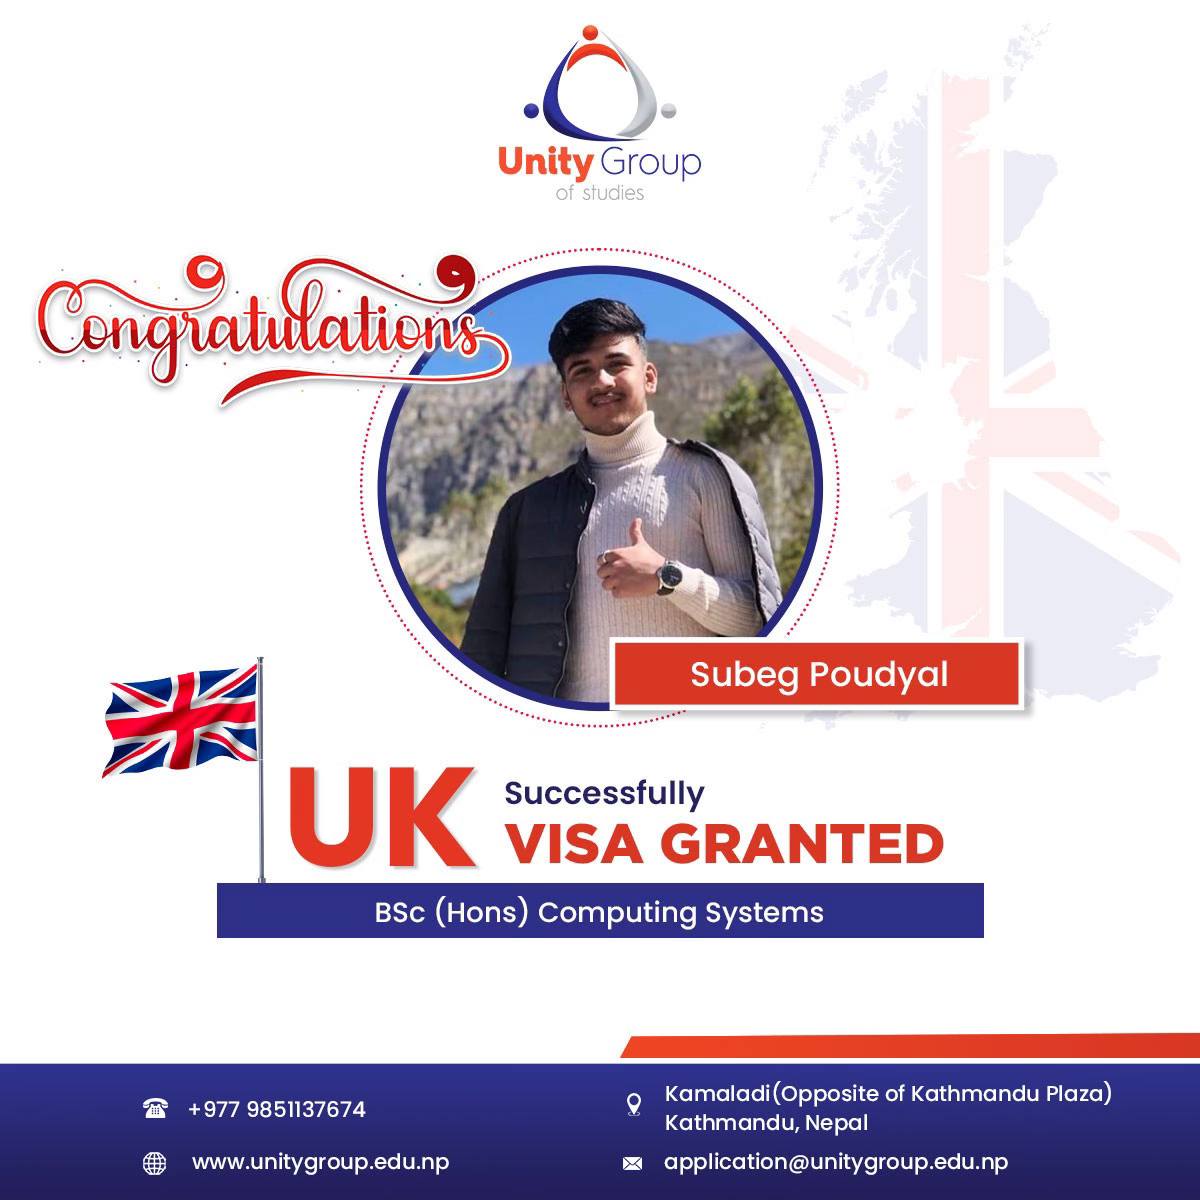 Unity Group
of studies
Congratulations
Subeg Poudyal
UK
Successfully
VISA GRANTED
BSc (Hons) Computing Systems
+977 9851137674
www.unitygroup.edu.np
Kamaladi(Opposite of Kathmandu Plaza)
Kathmandu, Nepal
application@unitygroup.edu.np